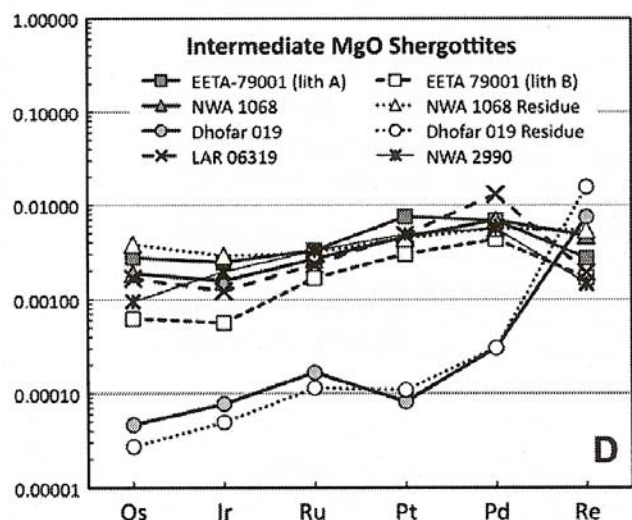 1.00000
Intermediate MgO Shergottites
EETA-79001 (lith A) EETA 79001 (lith B)
NWA 1068 NWA 1068 Residue
0.10000
Dhofar 019 Dhofar 019 Residue
LAR 06319 NWA 2990
0.01000
0.00100
0.00010
D
0.00001
Os Ir Ru Pt Pd Re